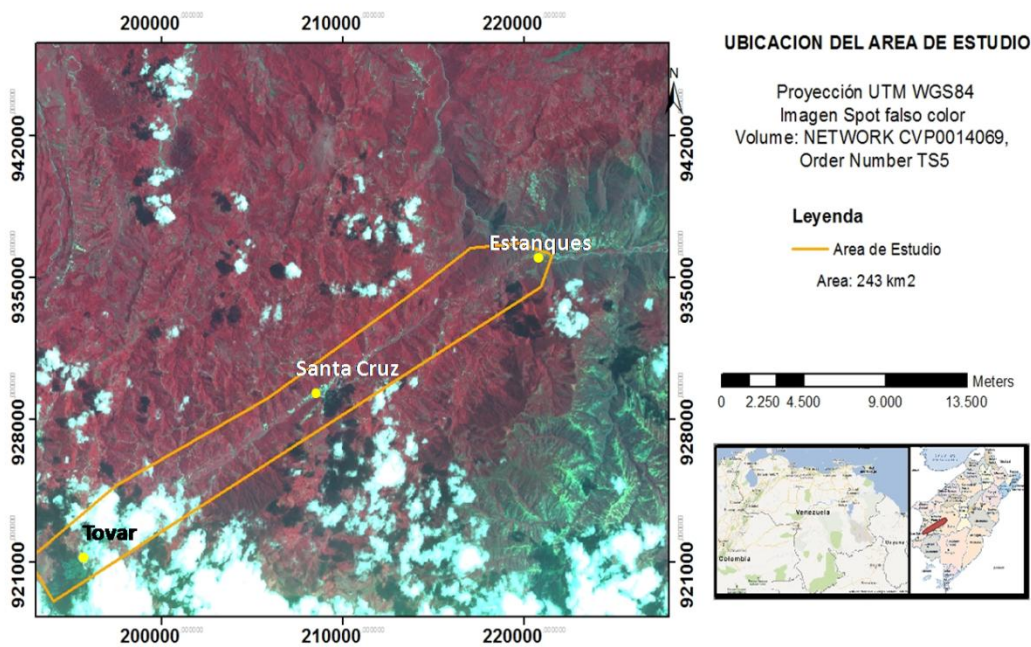 200000
210000
220000
942000
935000
928000
921000
942000
935000
928000
921000
N
Estanques
Santa Cruz
Tovar
200000
210000
220000
UBICACION DEL AREA DE ESTUDIO
Proyección UTM WGS84
Imagen Spot falso color
Volume: NETWORK CVP0014069,
Order Number TS5
Leyenda
Area de Estudio
Area: 243 km2
Meters
0 2.250 4.500 9.000 13.500
Venezuela
Colombia
Guyana